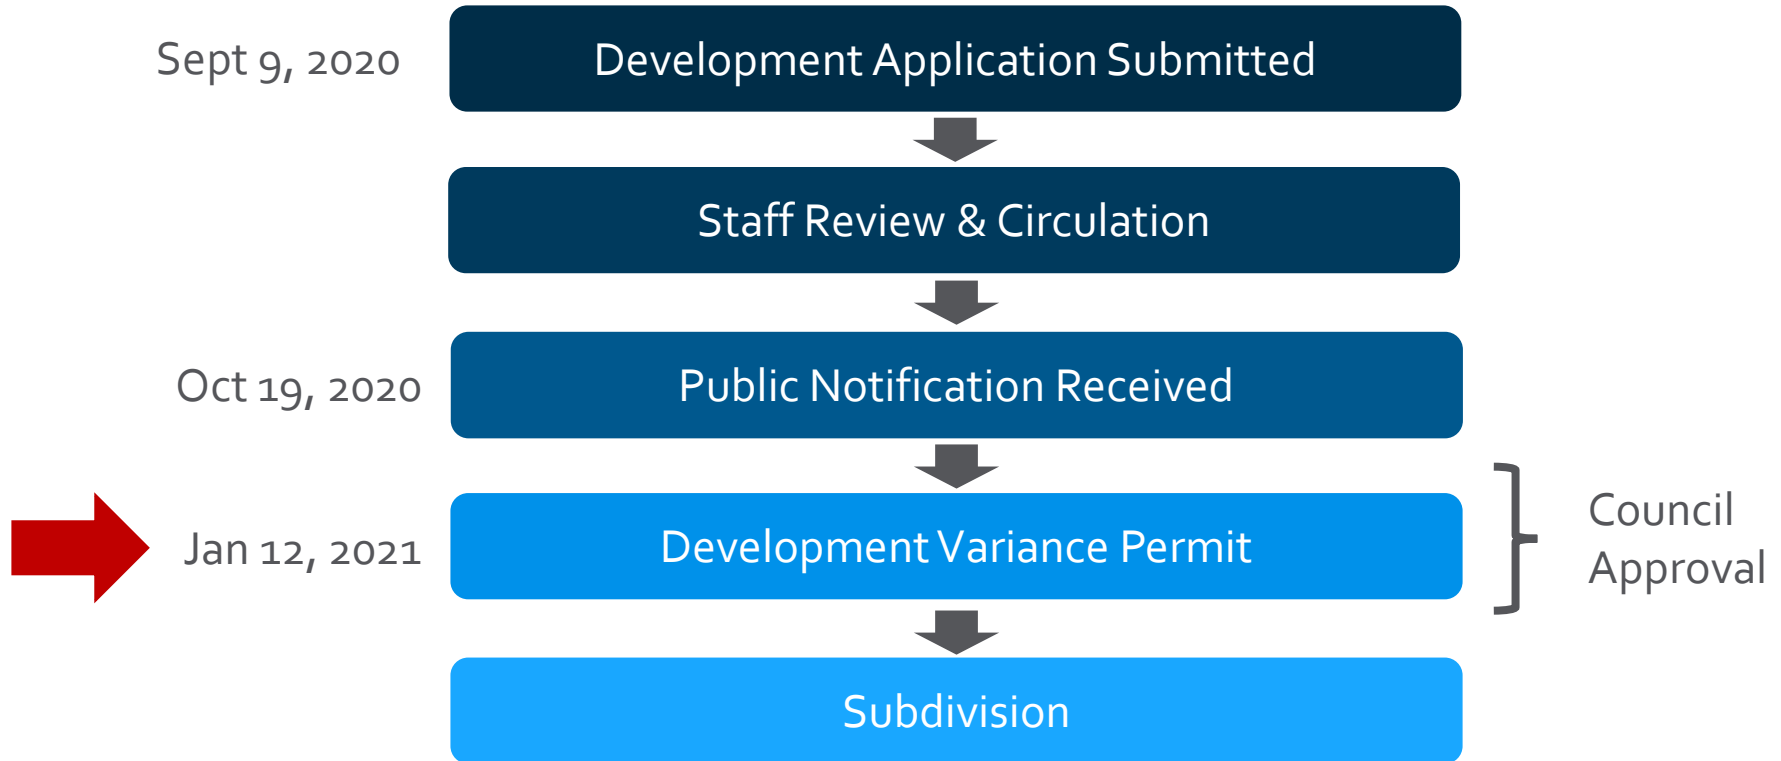 Sept 9, 2020
Development Application Submitted
Staff Review & Circulation
Oct 19, 2020
Public Notification Received
Jan 12, 2021
Development Variance Permit
Council
Approval
Subdivision